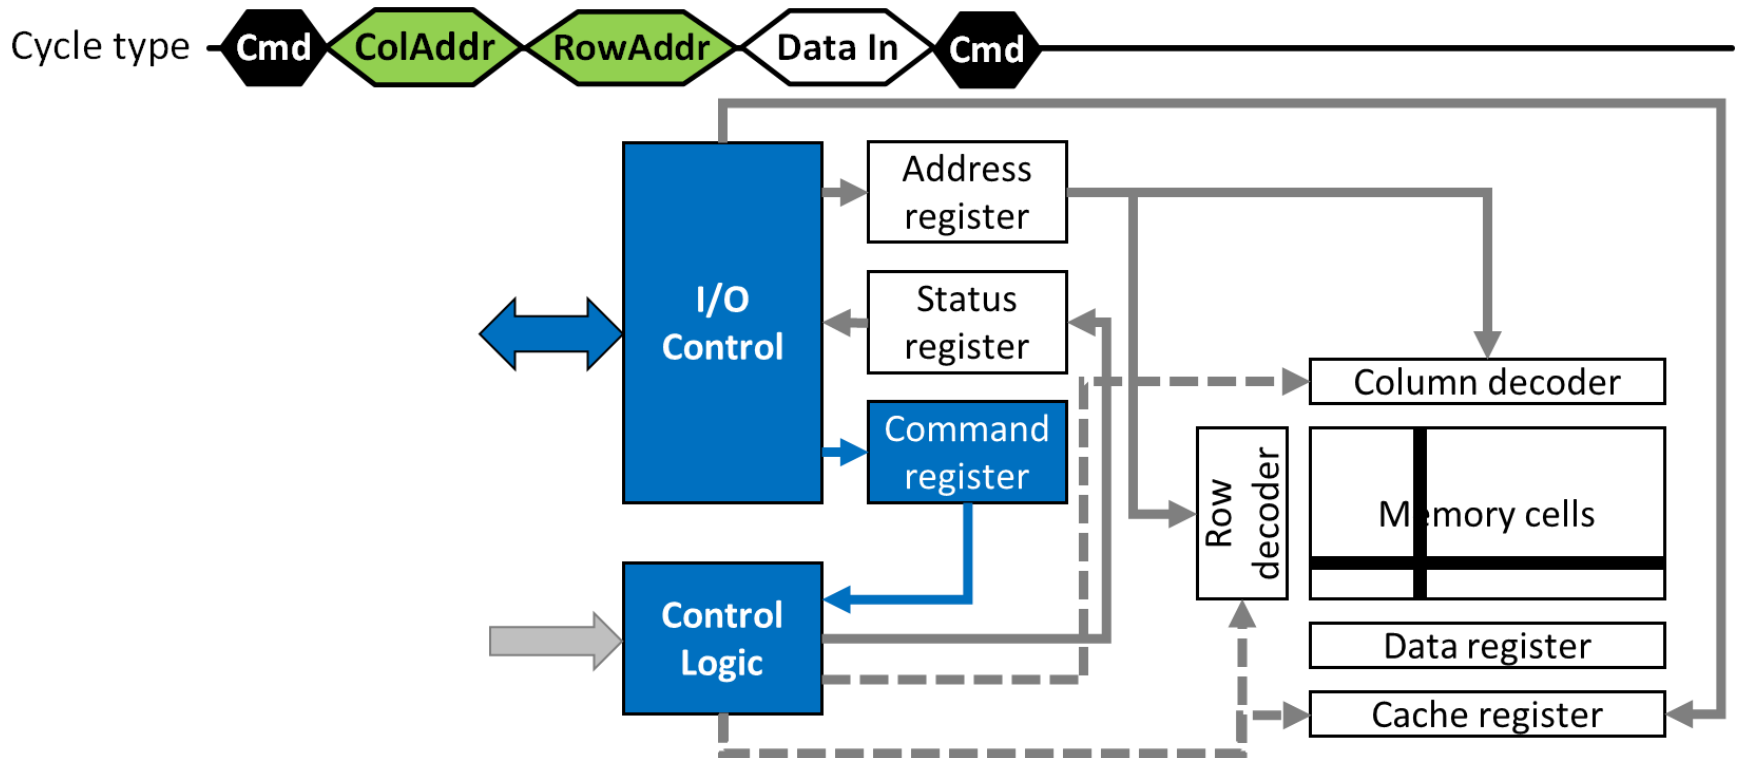 Cycle type Cmd ColAddr RowAddr Data In Cmd
Address
register
I/O
Control
Status
register
Column decoder
Command
register
Row
decoder
Memory cells
Control
Logic
Data register
Cache register